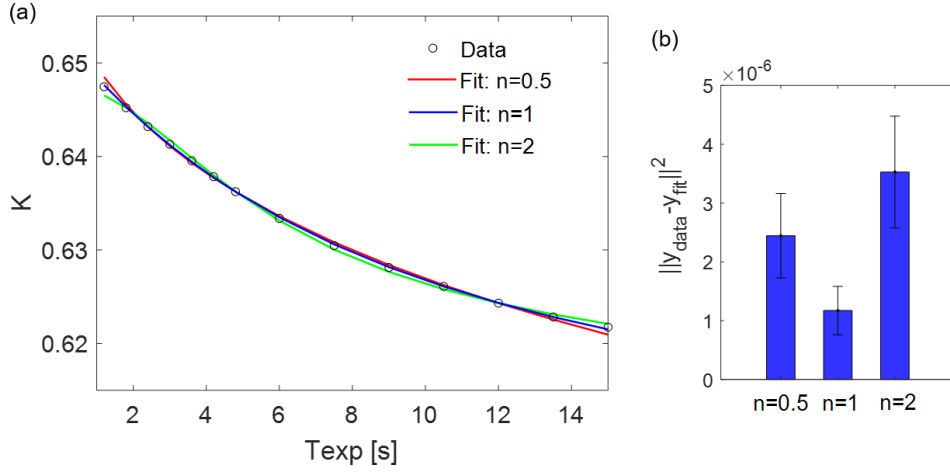 (a)
0.65
0.64
0.63
0.62
K
2
4
6
8
10
12
14
Texp [s]
Data
Fit: n=0.5
Fit: n=1
Fit: n=2
(b)
×10^-6
5
4
3
2
1
0
||y_data -y_fit||^2
n=0.5
n=1
n=2